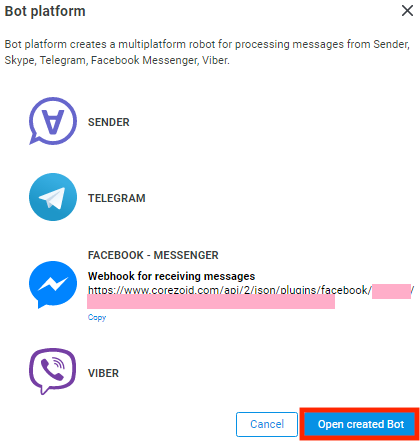 Bot platform
Bot platform creates a multiplatform robot for processing messages from Sender,
Skype, Telegram, Facebook Messenger, Viber.
SENDER
TELEGRAM
FACEBOOK - MESSENGER
Webhook for receiving messages
https://www.corezoid.com/api/2/json/plugins/facebook/ /
Copy
VIBER
Cancel
Open created Bot